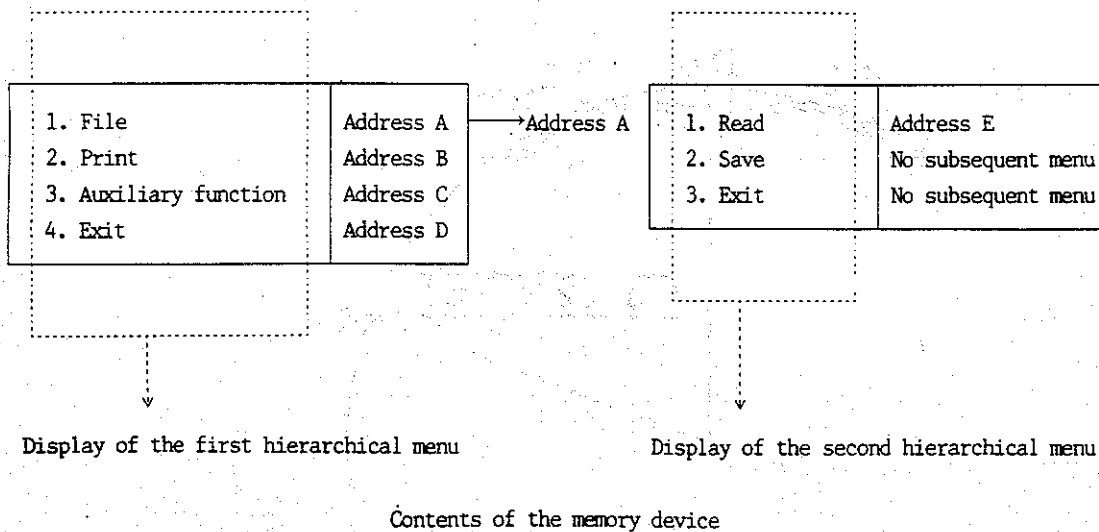 1. File Address A Address A 1. Read Address E
2. Print Address B 2. Save No subsequent menu
3. Auxiliary function Address C 3. Exit No subsequent menu
4. Exit Address D
Display of the first hierarchical menu Display of the second hierarchical menu
Contents of the memory device